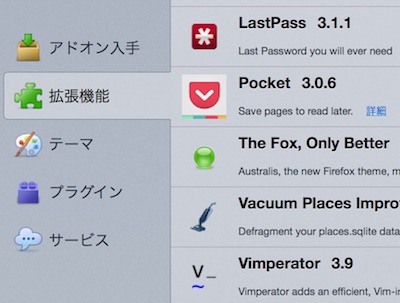 アドオン入手
拡張機能
テーマ
プラグイン
サービス
LastPass 3.1.1
Last Password you will ever need
Pocket 3.0.6
Save pages to read later. 詳細
The Fox, Only Better
Australis, the new Firefox theme, m
Vacuum Places Improv
Defragment your places.sqlite data
Vimperator 3.9
Vimperator adds an efficient, Vim-in